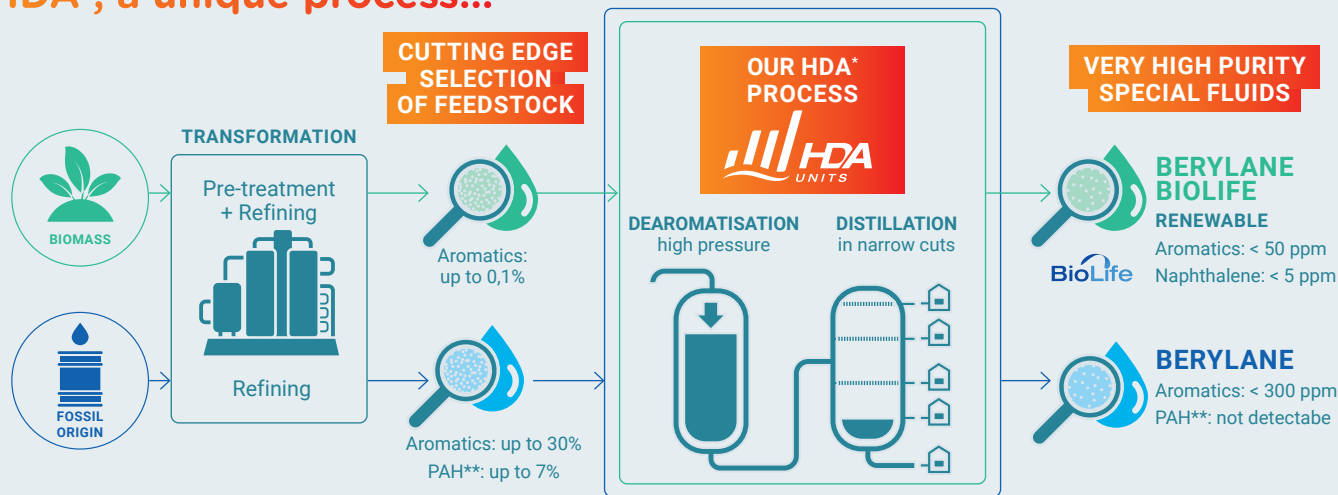 HDA*, a unique process...
CUTTING EDGE
SELECTION
OF FEEDSTOCK
OUR HDA*
PROCESS
HDA
UNITS
VERY HIGH PURITY
SPECIAL FLUIDS
TRANSFORMATION
Pre-treatment
+ Refining
Refining
BIOMASS
FOSSIL
ORIGIN
Aromatics:
up to 0,1%
Aromatics: up to 30%
PAH**: up to 7%
DEAROMATISATION
high pressure
DISTILLATION
in narrow cuts
BERYLANE
BIOLIFE
RENEWABLE
Aromatics: < 50 ppm
Naphthalene: < 5 ppm
BioLife
BERYLANE
Aromatics: < 300 ppm
PAH**: not detectabe